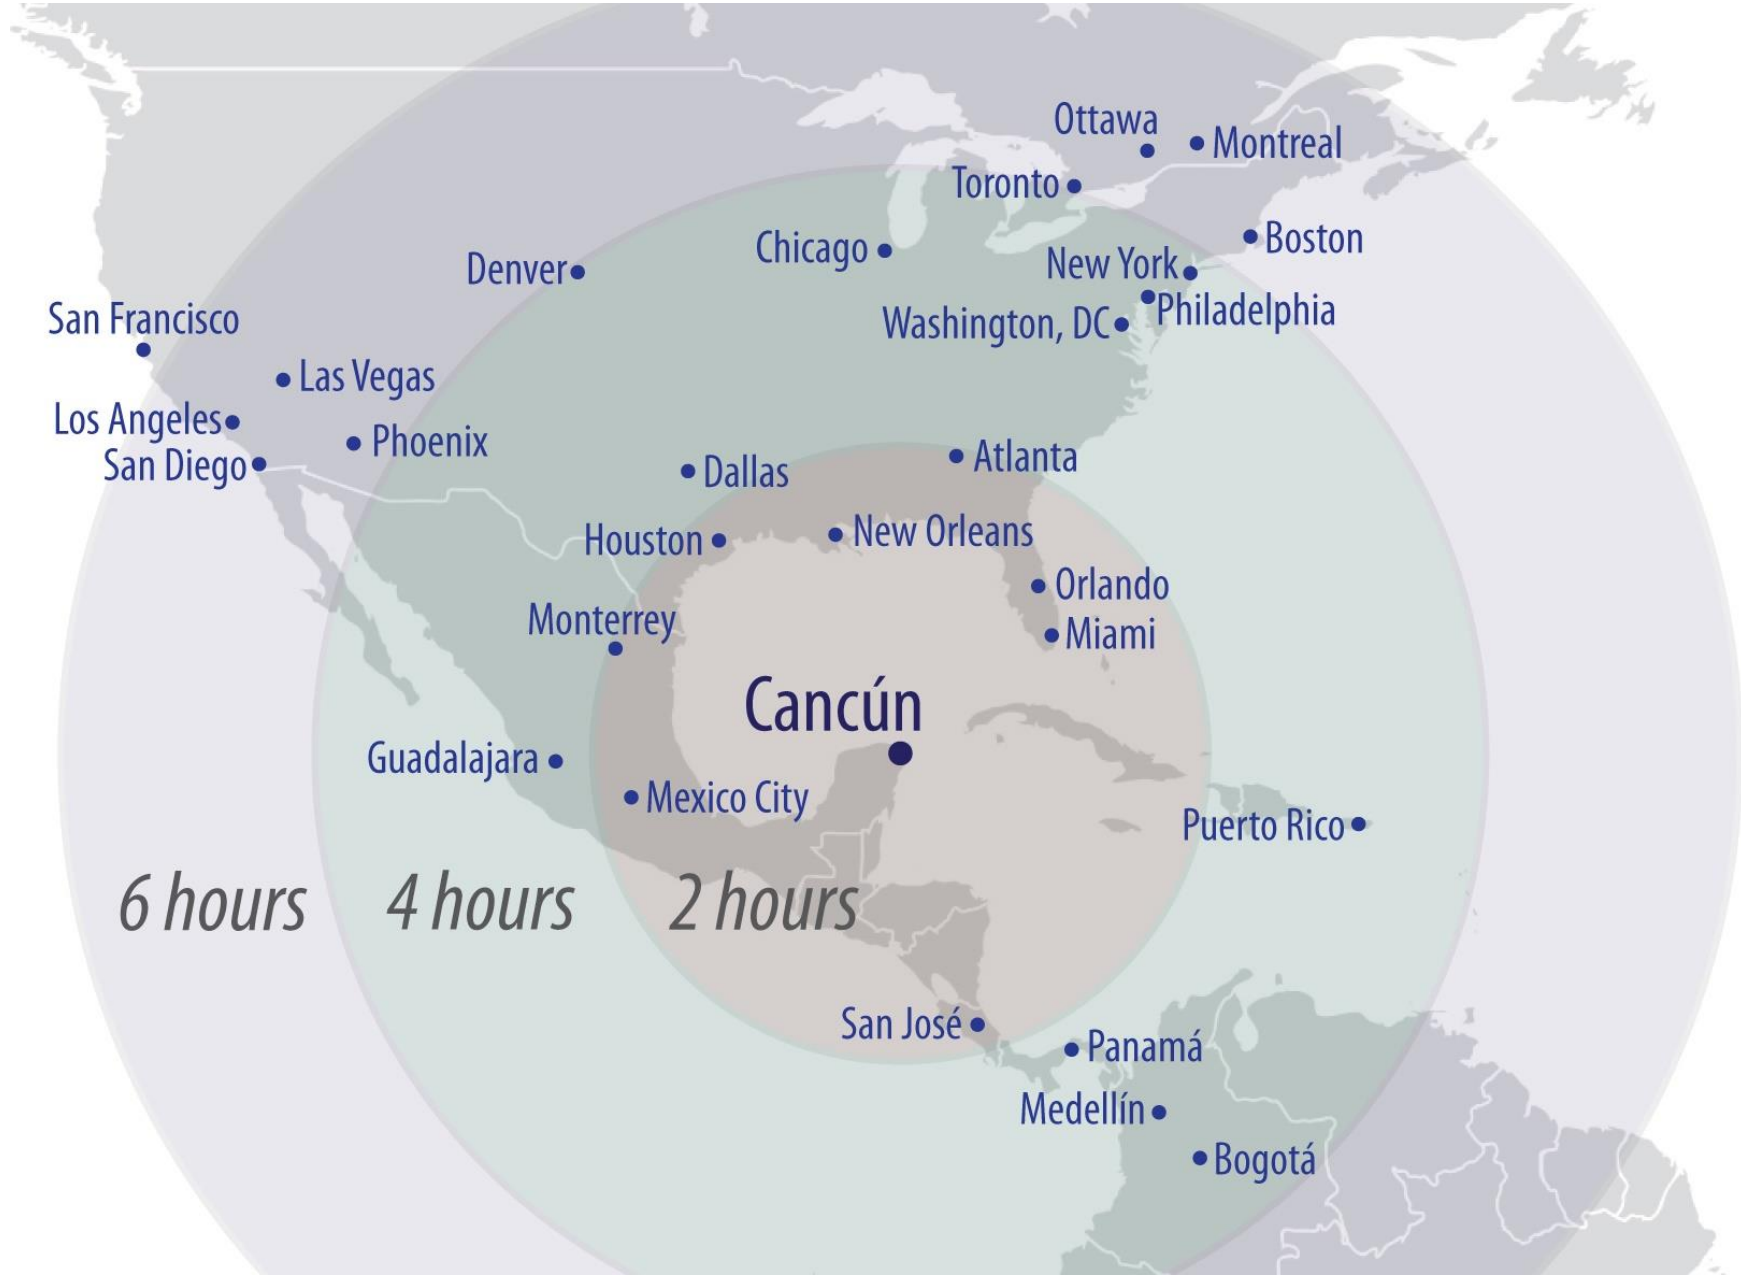 Ottawa
Montreal
Toronto
Boston
Chicago
New York
Denver
Philadelphia
San Francisco
Washington, DC
Las Vegas
Los Angeles
Phoenix
Atlanta
San Diego
Dallas
New Orleans
Houston
Orlando
Monterrey
Miami
Cancún
Guadalajara
Mexico City
Puerto Rico
6 hours
4 hours
2 hours
San José
Panamá
Medellín
Bogotá